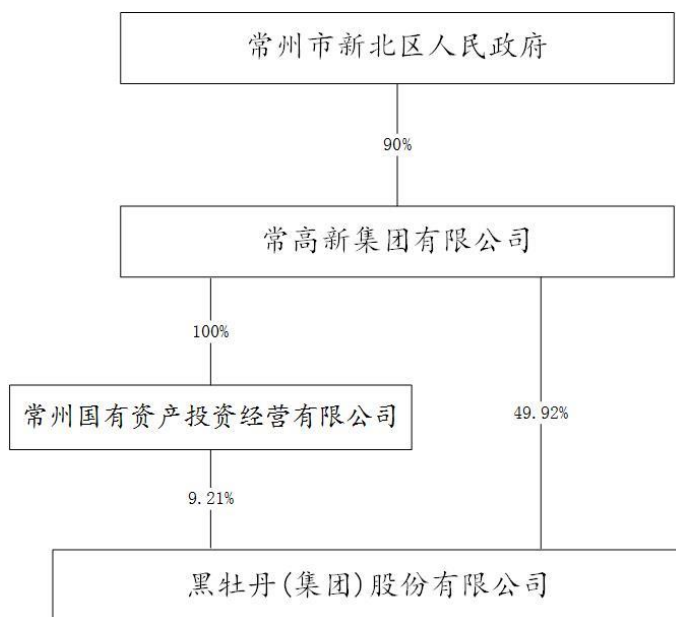 常州市新北区人民政府
90%
常高新集团有限公司
100%
常州国有资产投资经营有限公司
49.92%
9.21%
黑牡丹(集团)股份有限公司